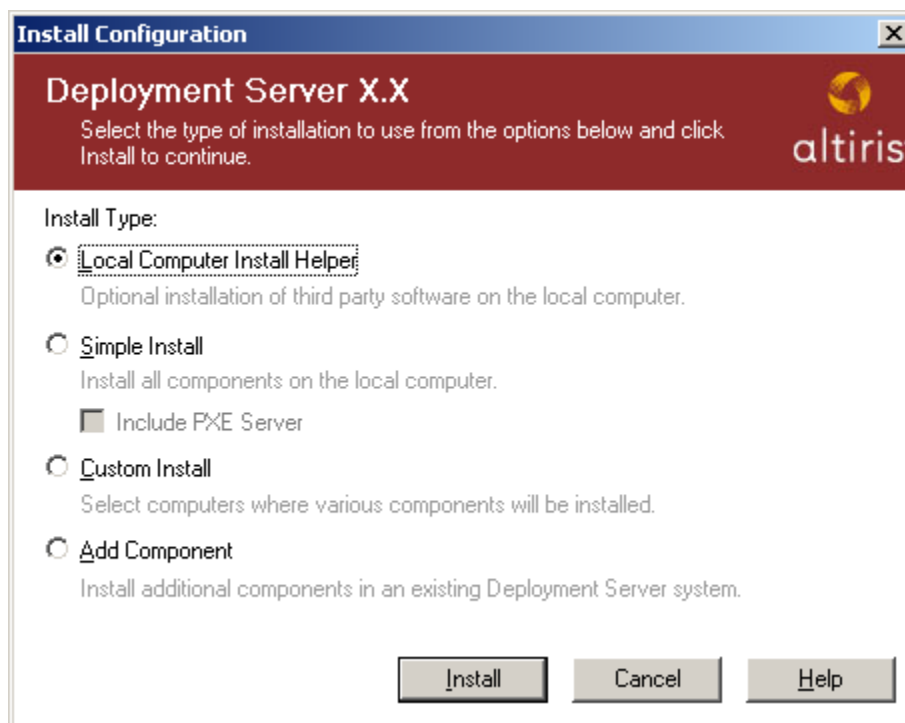 Install Configuration
Deployment Server X.X
Select the type of installation to use from the options below and click
Install to continue.
altiris
Install Type:
Local Computer Install Helper
Optional installation of third party software on the local computer.
Simple Install
Install all components on the local computer.
Include PXE Server
Custom Install
Select computers where various components will be installed.
Add Component
Install additional components in an existing Deployment Server system.
Install Cancel Help